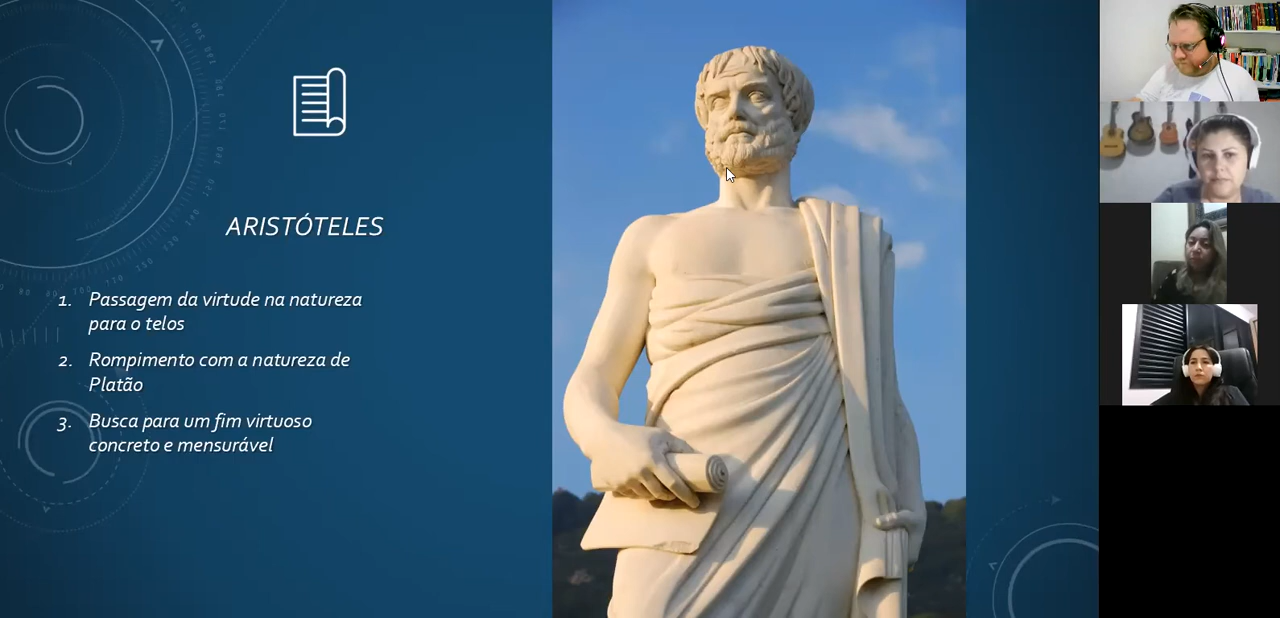 ARISTÓTELES
1. Passagem da virtude na natureza
para o telos
2. Rompimento com a natureza de
Platão
3. Busca para um fim virtuoso
concreto e mensurável